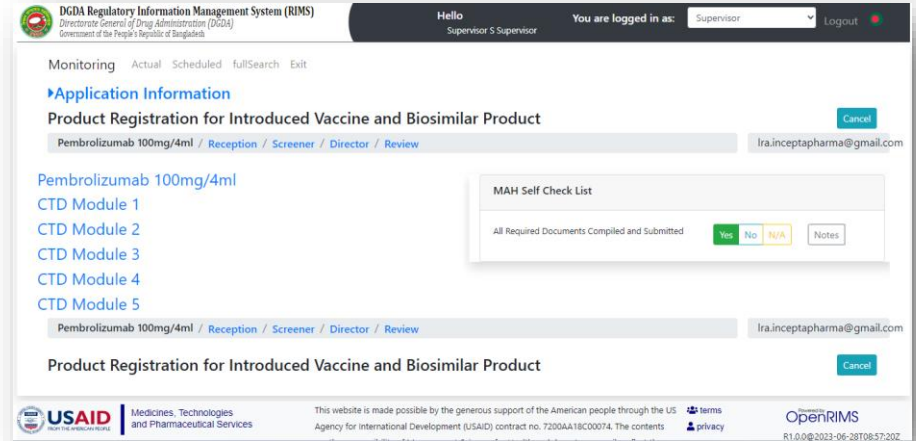 DGDA Regulatory Information Management System (RIMS)
Directorate General of Drug Administration (DGDA)
Government of the People's Republic of Bangladesh
Hello
Supervisor S Supervisor
You are logged in as:
Supervisor
Logout
Monitoring Actual Scheduled fullSearch Exit
Application Information
Product Registration for Introduced Vaccine and Biosimilar Product
Cancel
Pembrolizumab 100mg/4ml / Reception / Screener / Director / Review
lra.inceptapharma@gmail.com
Pembrolizumab 100mg/4ml
CTD Module 1
CTD Module 2
CTD Module 3
CTD Module 4
CTD Module 5
MAH Self Check List
All Required Documents Compiled and Submitted
Yes No N/A Notes
Pembrolizumab 100mg/4ml / Reception / Screener / Director / Review
lra.inceptapharma@gmail.com
Product Registration for Introduced Vaccine and Biosimilar Product
Cancel
USAID
FROM THE AMERICAN PEOPLE
Medicines, Technologies
and Pharmaceutical Services
This website is made possible by the generous support of the American people through the US
Agency for International Development (USAID) contract no. 7200AA18C00074. The contents
terms
privacy
Powered by
OpenRIMS
R1.0.0@2023-06-28T08:57:20Z